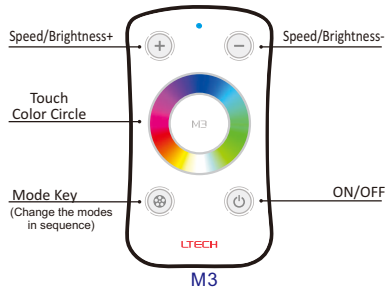 Speed/Brightness+
Speed/Brightness-
Touch
Color Circle
M3
Mode Key
(Change the modes
in sequence)
ON/OFF
LTECH
M3